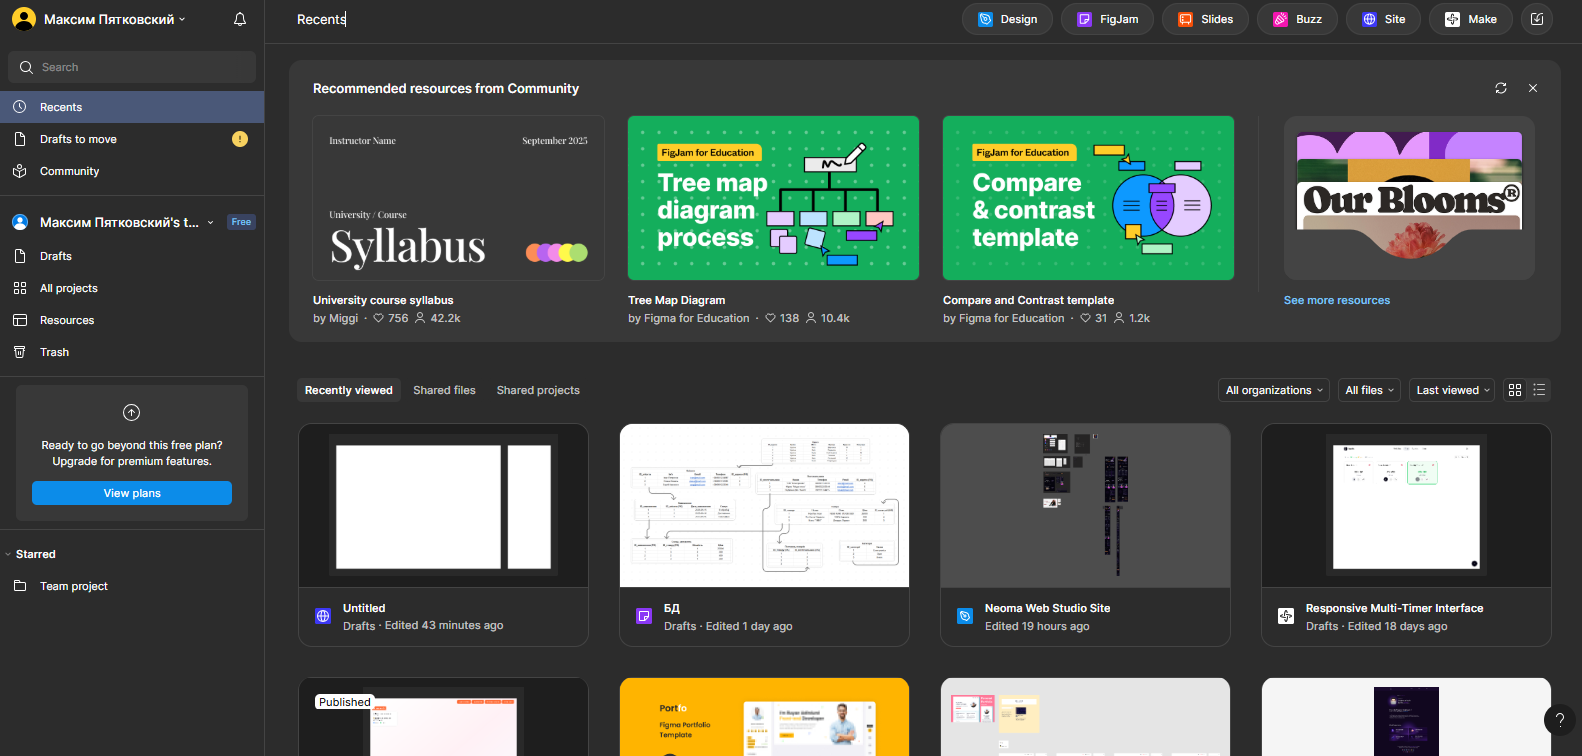 Максим Пятковский
Recents
Design
FigJam
Slides
Buzz
Site
Make
Search
Recents
Drafts to move
!
Community
Максим Пятковский's t...
Free
Drafts
All projects
Resources
Trash
Ready to go beyond this free plan?
Upgrade for premium features.
View plans
Starred
Team project
Recommended resources from Community
Instructor Name
September 2025
University / Course
Syllabus
University course syllabus
by Miggi · 756 42.2k
FigJam for Education
Tree map
diagram
process
Tree Map Diagram
by Figma for Education · 138 10.4k
FigJam for Education
Compare
& contrast
template
Compare and Contrast template
by Figma for Education · 31 1.2k
Our Blooms®
See more resources
Recently viewed
Shared files
Shared projects
All organizations
All files
Last viewed
Untitled
Drafts · Edited 43 minutes ago
БД
Drafts · Edited 1 day ago
Neoma Web Studio Site
Edited 19 hours ago
Responsive Multi-Timer Interface
Drafts · Edited 18 days ago
Published
Portfo
Figma Portfolio
Template
?